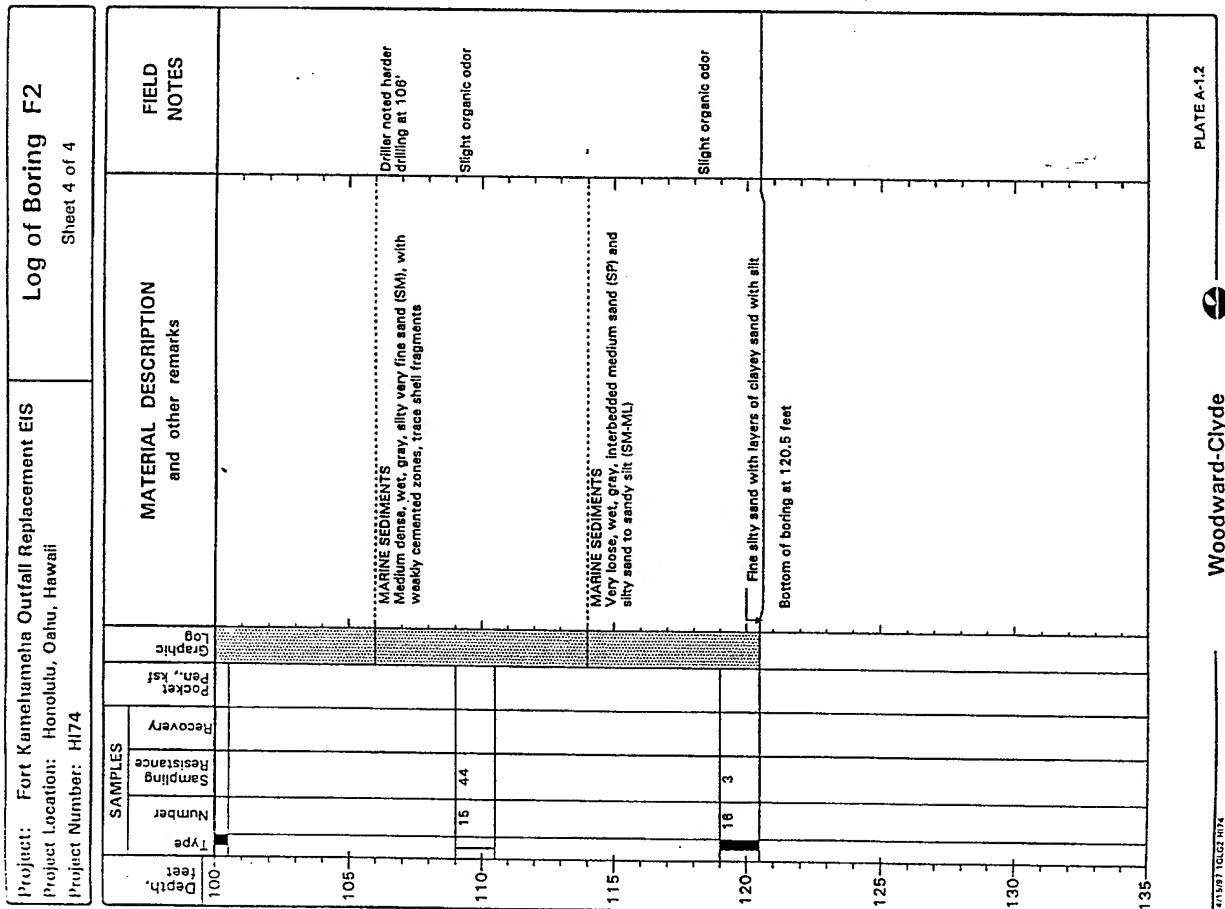 Project: Fort Kamehameha Outfall Replacement EIS
Project Location: Honolulu, Oahu, Hawaii
Project Number: HI74
Log of Boring F2
Sheet 4 of 4
Depth,
feet
SAMPLES
Type
Number
Sampling
Resistance
Recovery
Pocket
Pen., ksf
Graphic
Log
MATERIAL DESCRIPTION
and other remarks
FIELD
NOTES
100
105
MARINE SEDIMENTS
Medium dense, wet, gray, silty very fine sand (SM), with
weakly cemented zones, trace shell fragments
Driller noted harder
drilling at 106'
15
44
Slight organic odor
110
MARINE SEDIMENTS
Very loose, wet, gray, interbedded medium sand (SP) and
silty sand to sandy silt (SM-ML)
115
16
3
Slight organic odor
120
Fine silty sand with layers of clayey sand with silt
Bottom of boring at 120.5 feet
125
130
135
4/15/97 1GLG2 HI74
Woodward-Clyde
PLATE A-1.2